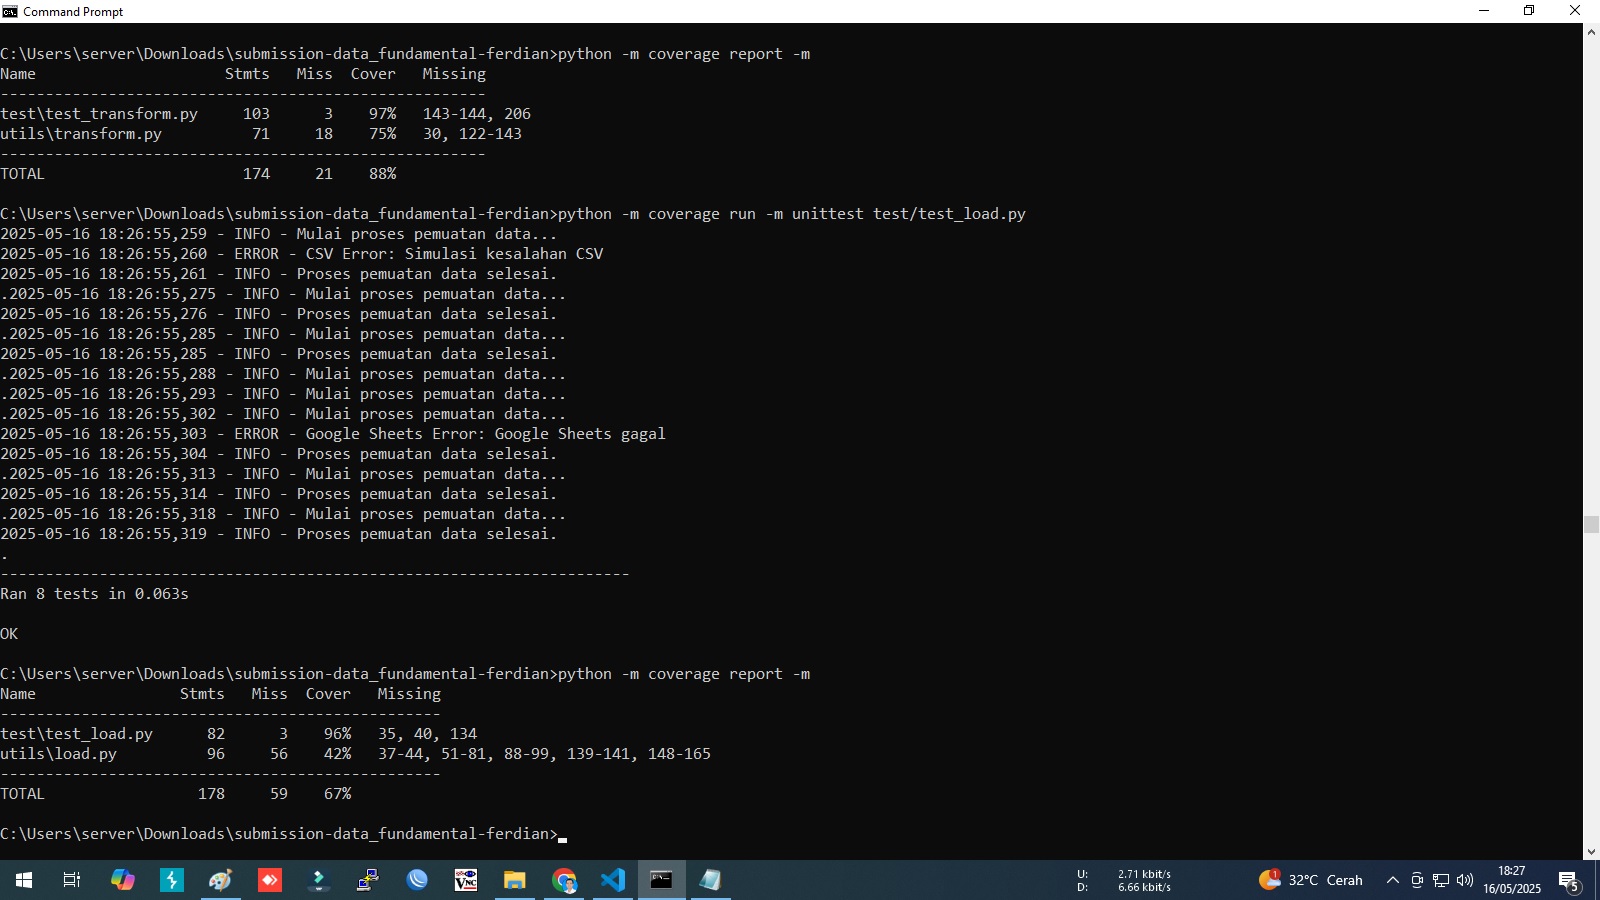 Command Prompt
C:\Users\server\Downloads\submission-data_fundamental-ferdian>python -m coverage report -m
Name                     Stmts   Miss  Cover   Missing
------------------------------------------------------
test\test_transform.py     103      3    97%   143-144, 206
utils\transform.py          71     18    75%   30, 122-143
------------------------------------------------------
TOTAL                      174     21    88%
C:\Users\server\Downloads\submission-data_fundamental-ferdian>python -m coverage run -m unittest test/test_load.py
2025-05-16 18:26:55,259 - INFO - Mulai proses pemuatan data...
2025-05-16 18:26:55,260 - ERROR - CSV Error: Simulasi kesalahan CSV
2025-05-16 18:26:55,261 - INFO - Proses pemuatan data selesai.
.2025-05-16 18:26:55,275 - INFO - Mulai proses pemuatan data...
2025-05-16 18:26:55,276 - INFO - Proses pemuatan data selesai.
.2025-05-16 18:26:55,285 - INFO - Mulai proses pemuatan data...
2025-05-16 18:26:55,285 - INFO - Proses pemuatan data selesai.
.2025-05-16 18:26:55,288 - INFO - Mulai proses pemuatan data...
.2025-05-16 18:26:55,293 - INFO - Mulai proses pemuatan data...
.2025-05-16 18:26:55,302 - INFO - Mulai proses pemuatan data...
2025-05-16 18:26:55,303 - ERROR - Google Sheets Error: Google Sheets gagal
2025-05-16 18:26:55,304 - INFO - Proses pemuatan data selesai.
.2025-05-16 18:26:55,313 - INFO - Mulai proses pemuatan data...
2025-05-16 18:26:55,314 - INFO - Proses pemuatan data selesai.
.2025-05-16 18:26:55,318 - INFO - Mulai proses pemuatan data...
2025-05-16 18:26:55,319 - INFO - Proses pemuatan data selesai.
.
----------------------------------------------------------------------
Ran 8 tests in 0.063s
OK
C:\Users\server\Downloads\submission-data_fundamental-ferdian>python -m coverage report -m
Name                Stmts   Miss  Cover   Missing
-------------------------------------------------
test\test_load.py      82      3    96%   35, 40, 134
utils\load.py          96     56    42%   37-44, 51-81, 88-99, 139-141, 148-165
-------------------------------------------------
TOTAL                 178     59    67%
C:\Users\server\Downloads\submission-data_fundamental-ferdian>
VNC
U: 2.71 kbit/s
D: 6.66 kbit/s
1
32°C Cerah
18:27
16/05/2025
5